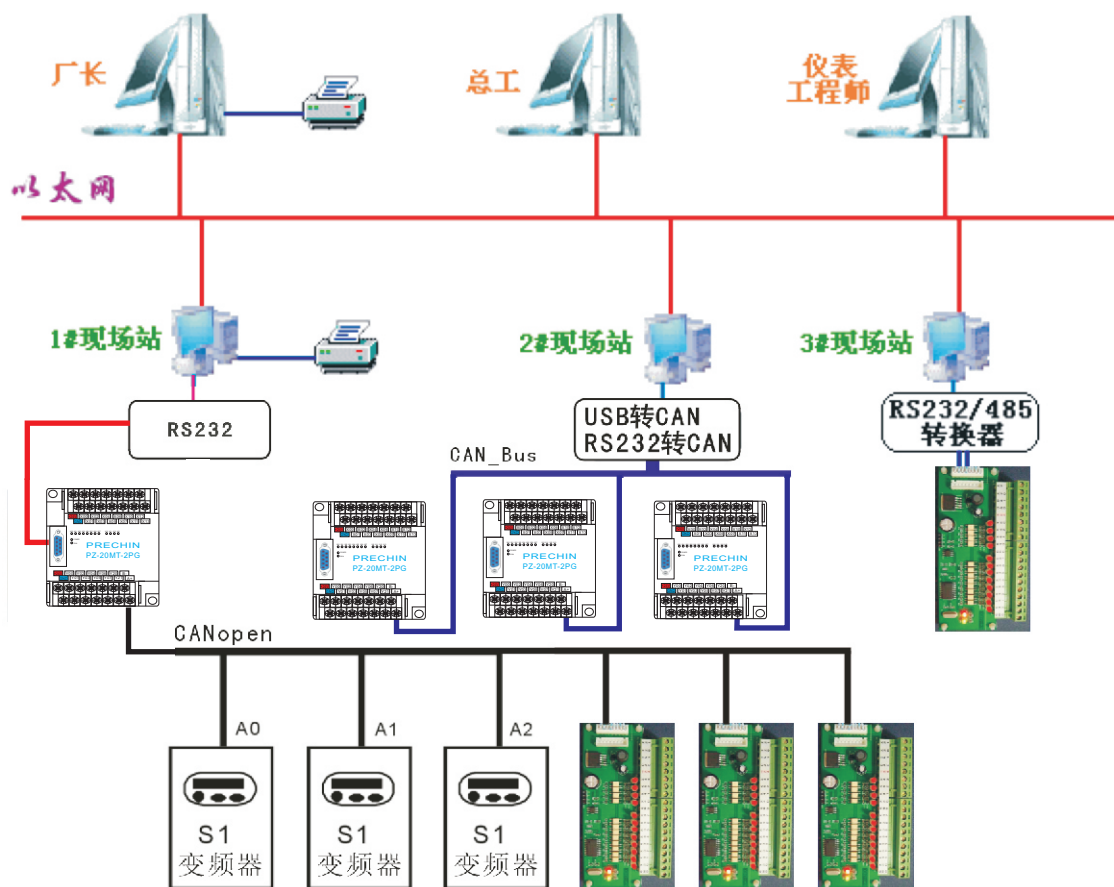 厂长
总工
仪表
工程师
以太网
1#现场站
2#现场站
3#现场站
RS232
USB转CAN
RS232转CAN
RS232/485
转换器
CAN_Bus
PRECHIN
PZ-20MT-2PG
PRECHIN
PZ-20MT-2PG
PRECHIN
PZ-20MT-2PG
PRECHIN
PZ-20MT-2PG
CANopen
A0
A1
A2
S1
变频器
S1
变频器
S1
变频器